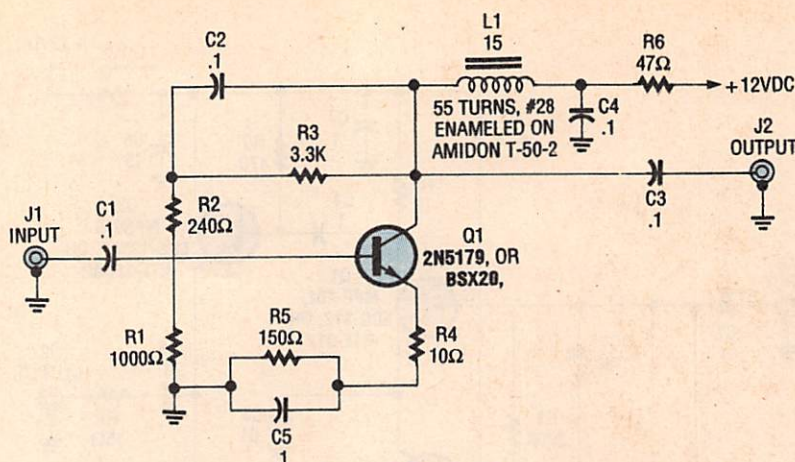 C2
.1
L1
15
R6
47Ω
+12VDC
55 TURNS, #28
ENAMELED ON
AMIDON T-50-2
C4
.1
R3
3.3K
J2
OUTPUT
R2
240Ω
C3
.1
J1
INPUT
C1
.1
Q1
2N5179, OR
BSX20,
R1
1000Ω
R5
150Ω
R4
10Ω
C5
.1